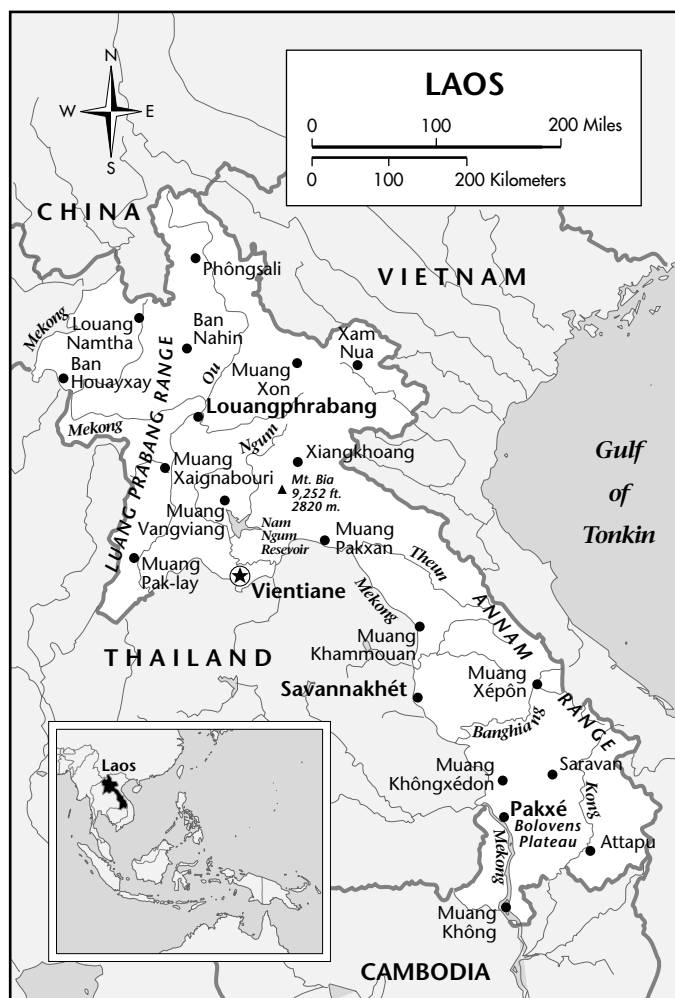 LAOS
0 100 200 Miles
0 100 200 Kilometers
N
W E
S
CHINA
VIETNAM
Phôngsali
Mekong
Louang
Namtha
Ban
Nahin
Xam
Nua
Ban
Houayxay
Ou
Muang
Xon
LUANG PRABANG RANGE
Louangphrabang
Mekong
Ngum
Gulf
of
Tonkin
Muang
Xaignabouri
Xiangkhoang
Mt. Bia
9,252 ft.
2820 m.
Muang
Vangviang
Nam
Ngum
Resevoir
Muang
Pakxan
Theun
Muang
Pak-lay
Vientiane
Mekong
ANNAM RANGE
Muang
Khammouan
THAILAND
Savannakhét
Muang
Xépôn
Banghiang
Laos
Muang
Khôngxédon
Saravan
Kong
Pakxé
Bolovens
Plateau
Mekong
Attapu
Muang
Không
CAMBODIA